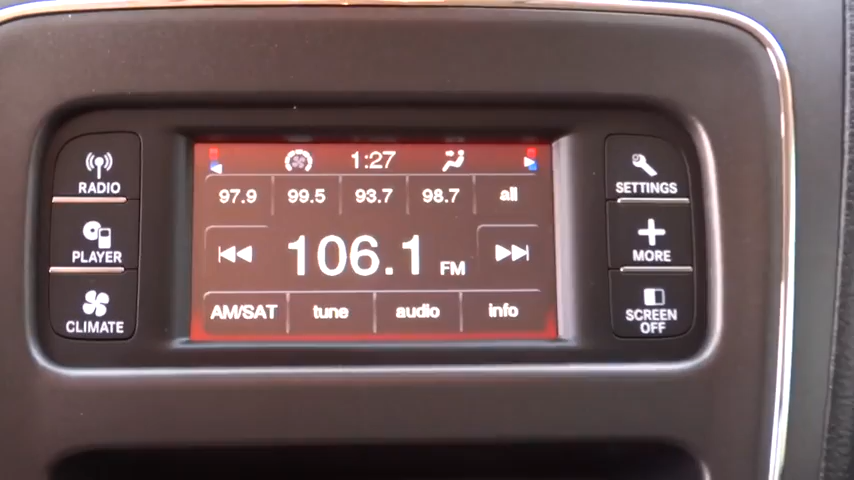 1:27
97.9 99.5 93.7 98.7 all
106.1 FM
AM/SAT tune audio info
RADIO
PLAYER
CLIMATE
SETTINGS
MORE
SCREEN
OFF